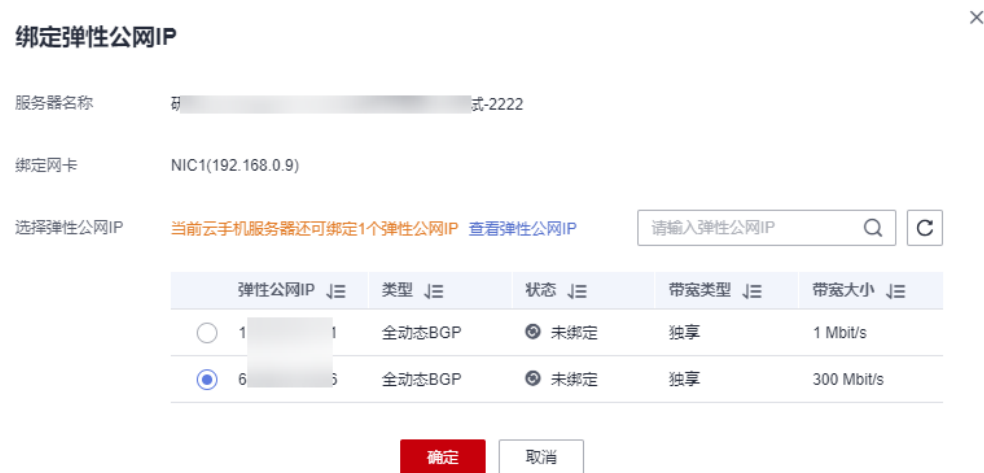 绑定弹性公网IP
服务器名称 试-2222
绑定网卡 NIC1(192.168.0.9)
选择弹性公网IP 当前云手机服务器还可绑定1个弹性公网IP 查看弹性公网IP 请输入弹性公网IP
弹性公网IP 类型 状态 带宽类型 带宽大小
1 1 全动态BGP 未绑定 独享 1 Mbit/s
6 6 全动态BGP 未绑定 独享 300 Mbit/s
确定 取消